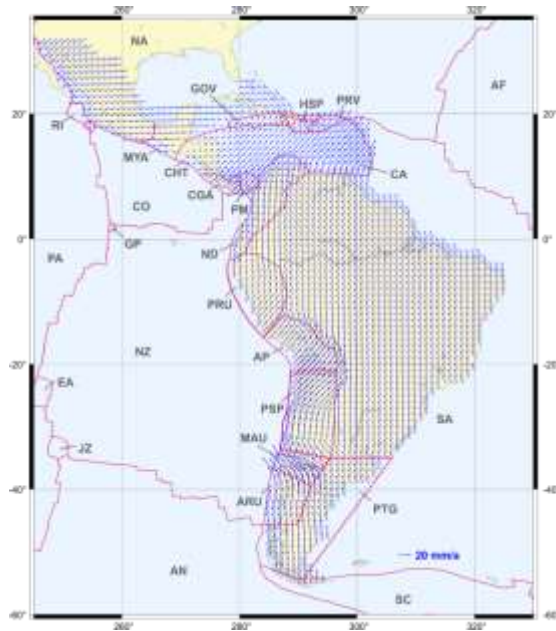 260° 280° 300° 320°
NA
AF
GOV HSP PRV
20° 20°
RI
MYA
CHT CA
CGA
CO PM
0° 0°
GP
PA ND
PRU
NZ
-20° AP -20°
EA
PSP
SA
MAU
JZ
-40° -40°
ARU
PTG
20 mm/a
AN
SC
-60° -60°
260° 280° 300° 320°